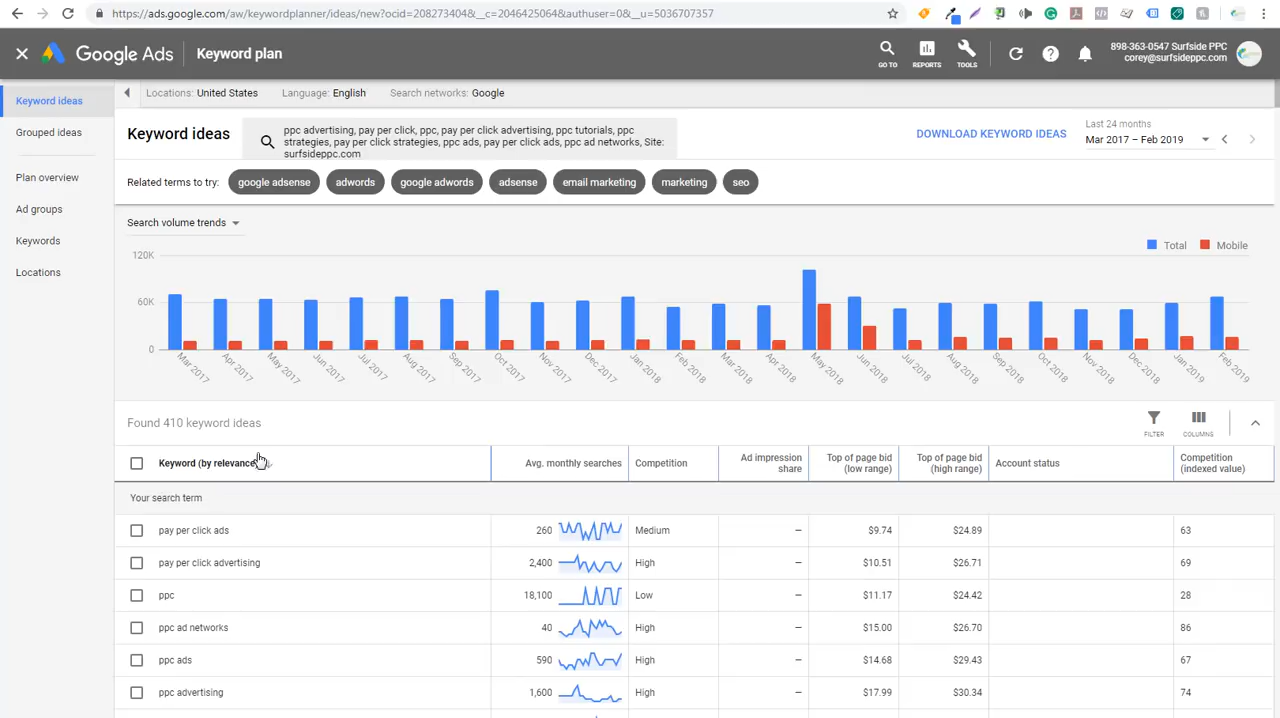 https://ads.google.com/aw/keywordplanner/ideas/new?ocid=208273404&__c=2046425064&authuser=0&__u=5036707357
Google Ads
Keyword plan
GO TO
REPORTS
TOOLS
898-363-0547 Surfside PPC
corey@surfsideppc.com
Keyword ideas
Grouped ideas
Plan overview
Ad groups
Keywords
Locations
Locations: United States
Language: English
Search networks: Google
Keyword ideas
ppc advertising, pay per click, ppc, pay per click advertising, ppc tutorials, ppc
strategies, pay per click strategies, ppc ads, pay per click ads, ppc ad networks, Site:
surfsideppc.com
DOWNLOAD KEYWORD IDEAS
Last 24 months
Mar 2017 – Feb 2019
Related terms to try:
google adsense
adwords
google adwords
adsense
email marketing
marketing
seo
Search volume trends
Total
Mobile
120K
60K
0
Mar 2017
Apr 2017
May 2017
Jun 2017
Jul 2017
Aug 2017
Sep 2017
Oct 2017
Nov 2017
Dec 2017
Jan 2018
Feb 2018
Mar 2018
Apr 2018
May 2018
Jun 2018
Jul 2018
Aug 2018
Sep 2018
Oct 2018
Nov 2018
Dec 2018
Jan 2019
Feb 2019
Found 410 keyword ideas
FILTER
COLUMNS
Keyword (by relevance
Avg. monthly searches
Competition
Ad impression
share
Top of page bid
(low range)
Top of page bid
(high range)
Account status
Competition
(indexed value)
Your search term
pay per click ads 260 Medium – $9.74 $24.89 63
pay per click advertising 2,400 High – $10.51 $26.71 69
ppc 18,100 Low – $11.17 $24.42 28
ppc ad networks 40 High – $15.00 $26.70 86
ppc ads 590 High – $14.68 $29.43 67
ppc advertising 1,600 High – $17.99 $30.34 74